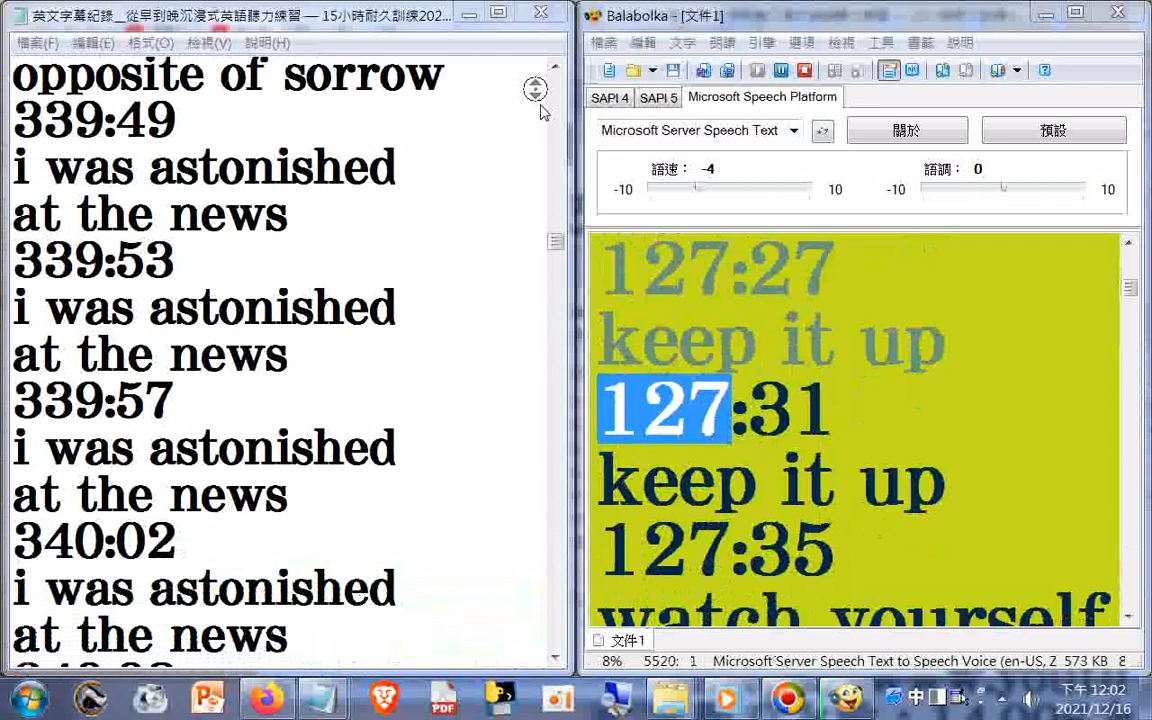 英文字幕紀錄__從早到晚沉浸式英語聽力練習 — 15小時耐久訓練202...
檔案(F) 編輯(E) 格式(O) 檢視(V) 說明(H)
opposite of sorrow
339:49
i was astonished
at the news
339:53
i was astonished
at the news
339:57
i was astonished
at the news
340:02
i was astonished
at the news
Balabolka - [文件1]
檔案 編輯 文字 朗讀 引擎 選項 檢視 工具 書籤 說明
SAPI 4 SAPI 5 Microsoft Speech Platform
Microsoft Server Speech Text 關於 預設
語速： -4 語調： 0
-10 10 -10 10
127:27
keep it up
127:31
keep it up
127:35
watch yourself
文件1
8% 5520: 1 Microsoft Server Speech Text to Speech Voice (en-US, Z 573 KB 8
中 下午 12:02
2021/12/16